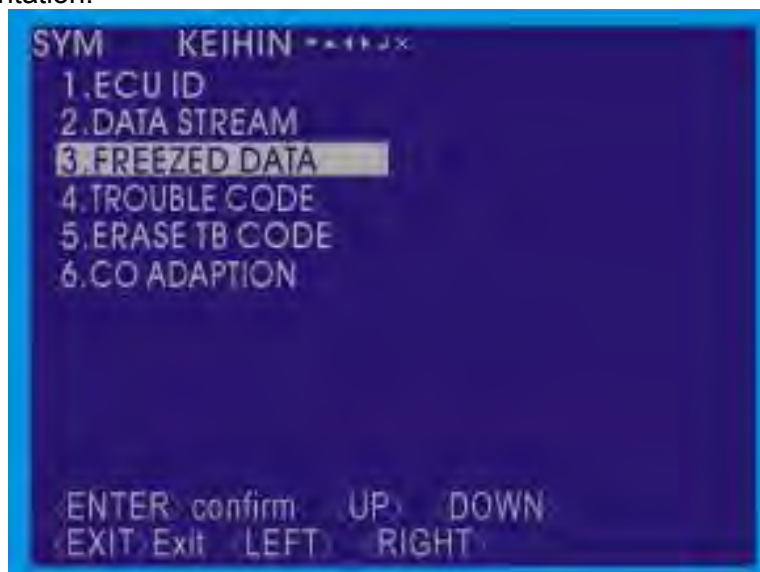 ntation.
SYM KEIHIN
1.ECU ID
2.DATA STREAM
3.FREEZED DATA
4.TROUBLE CODE
5.ERASE TB CODE
6.CO ADAPTION
ENTER confirm UP DOWN
EXIT Exit LEFT RIGHT